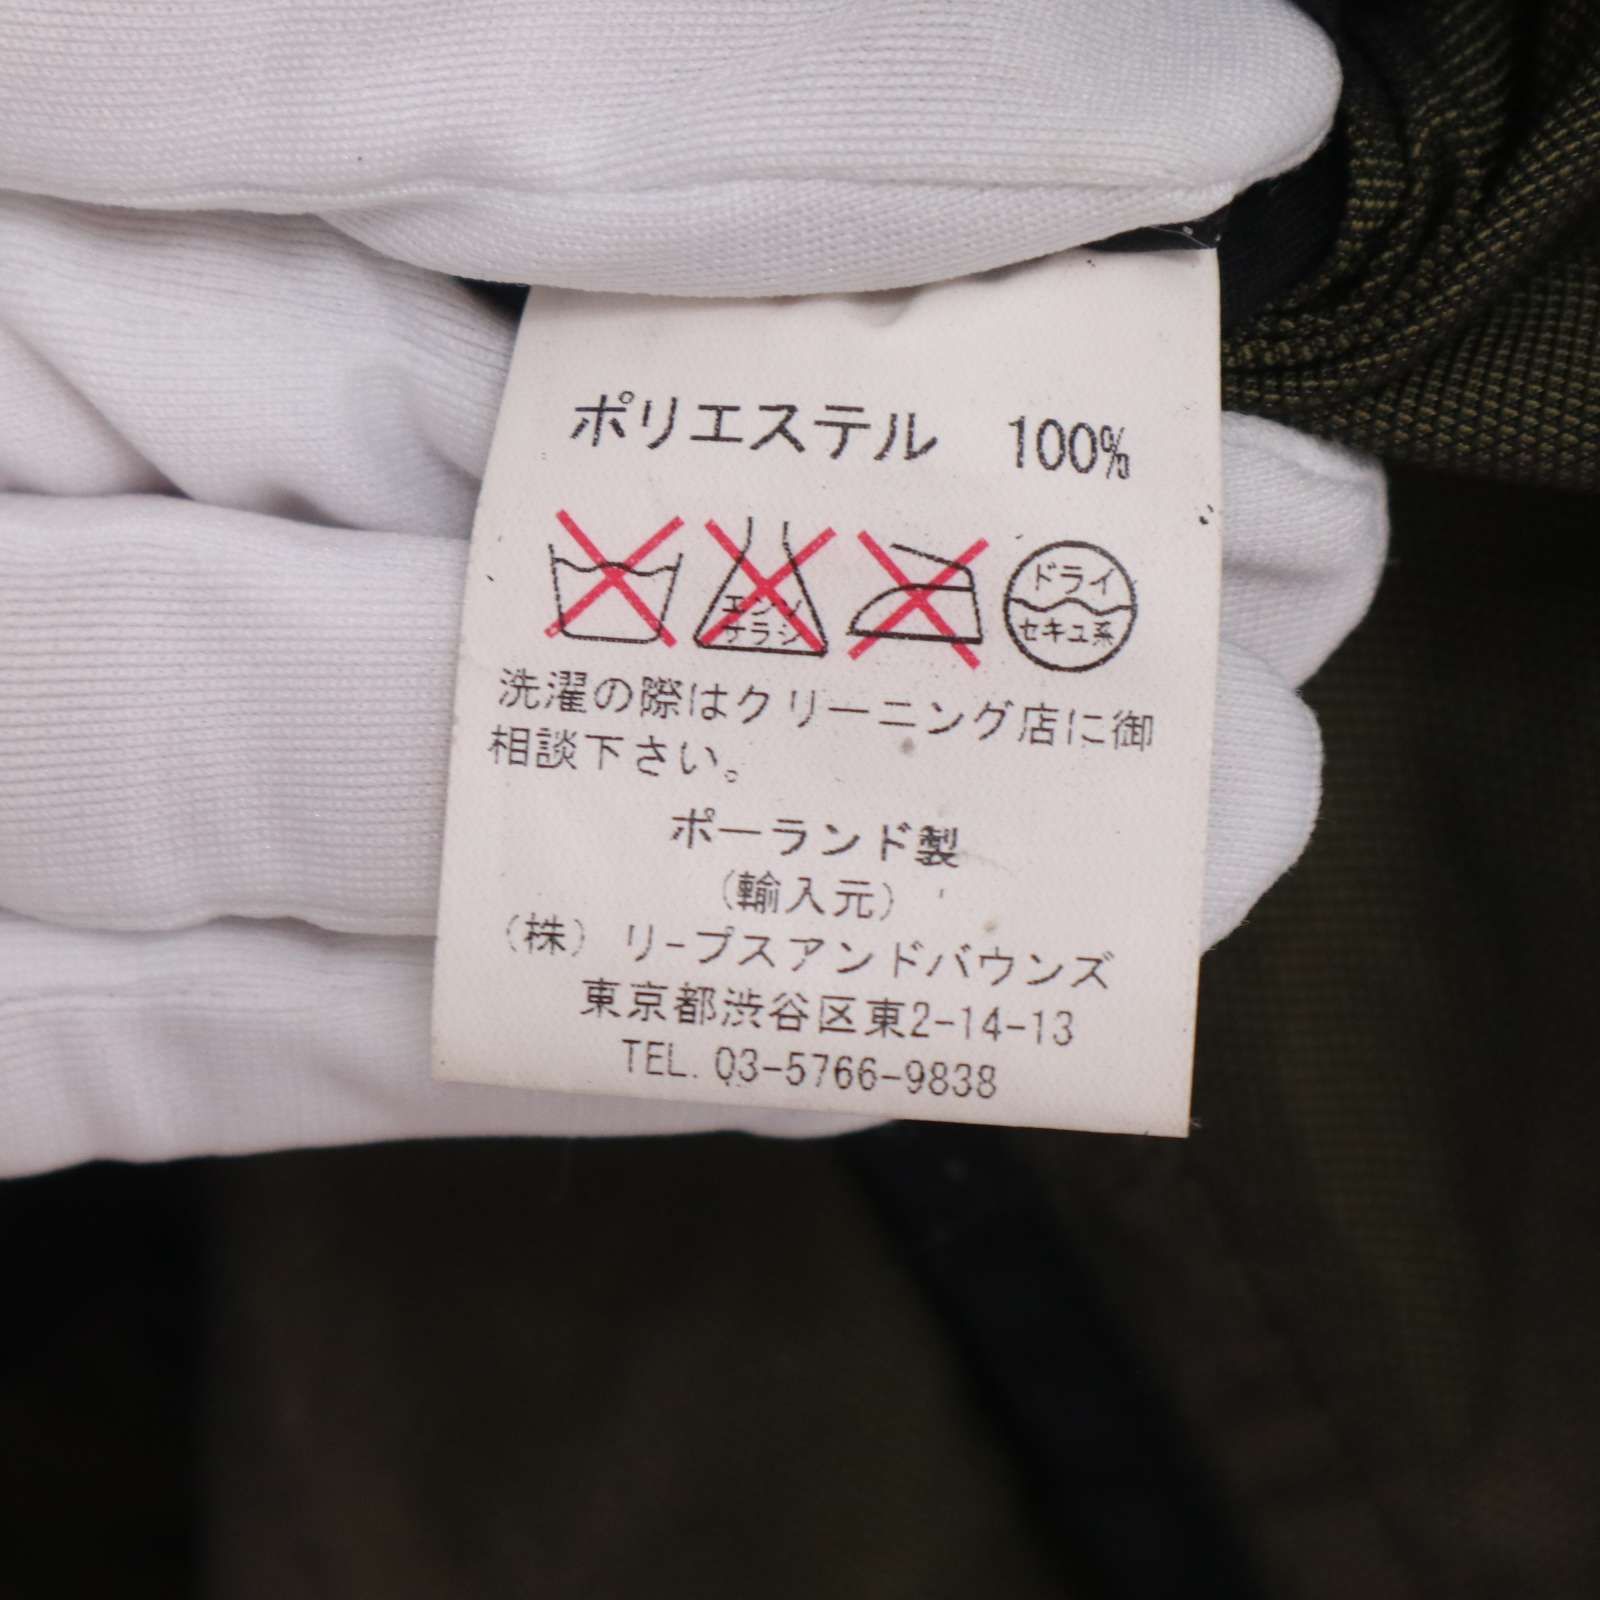 ポリエステル 100%
エンソ
サラシ
ドライ
セキユ系
洗濯の際はクリーニング店に御
相談下さい。
ポーランド製
(輸入元)
(株) リープスアンドバウンズ
東京都渋谷区東2-14-13
TEL. 03-5766-9838